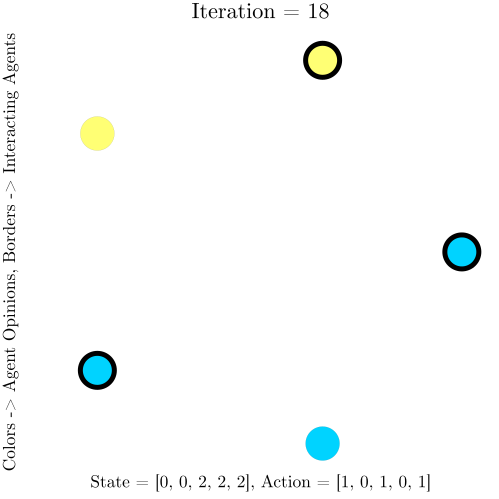 Iteration = 18
Colors -> Agent Opinions, Borders -> Interacting Agents
State = [0, 0, 2, 2, 2], Action = [1, 0, 1, 0, 1]